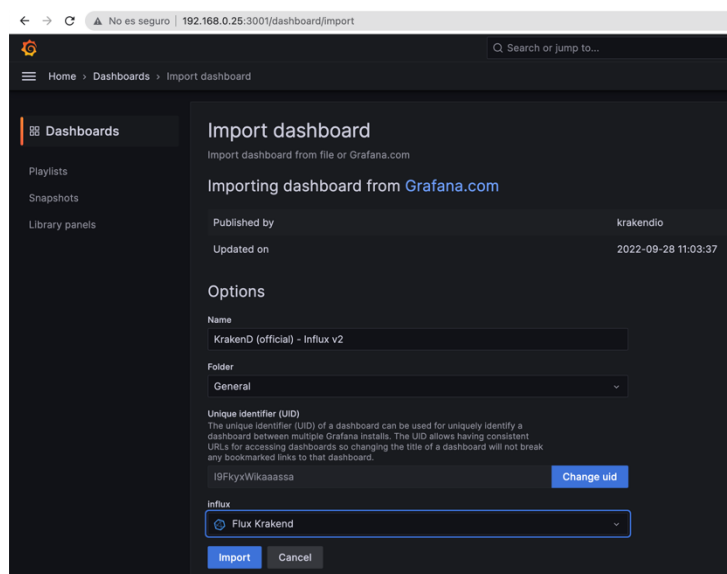 No es seguro 192.168.0.25:3001/dashboard/import
Search or jump to...
Home › Dashboards › Import dashboard
Dashboards
Playlists
Snapshots
Library panels
Import dashboard
Import dashboard from file or Grafana.com
Importing dashboard from Grafana.com
Published by krakendio
Updated on 2022-09-28 11:03:37
Options
Name
KrakenD (official) - Influx v2
Folder
General
Unique identifier (UID)
The unique identifier (UID) of a dashboard can be used for uniquely identify a
dashboard between multiple Grafana installs. The UID allows having consistent
URLs for accessing dashboards so changing the title of a dashboard will not break
any bookmarked links to that dashboard.
l9FkyxWikaaassa Change uid
influx
Flux Krakend
Import Cancel